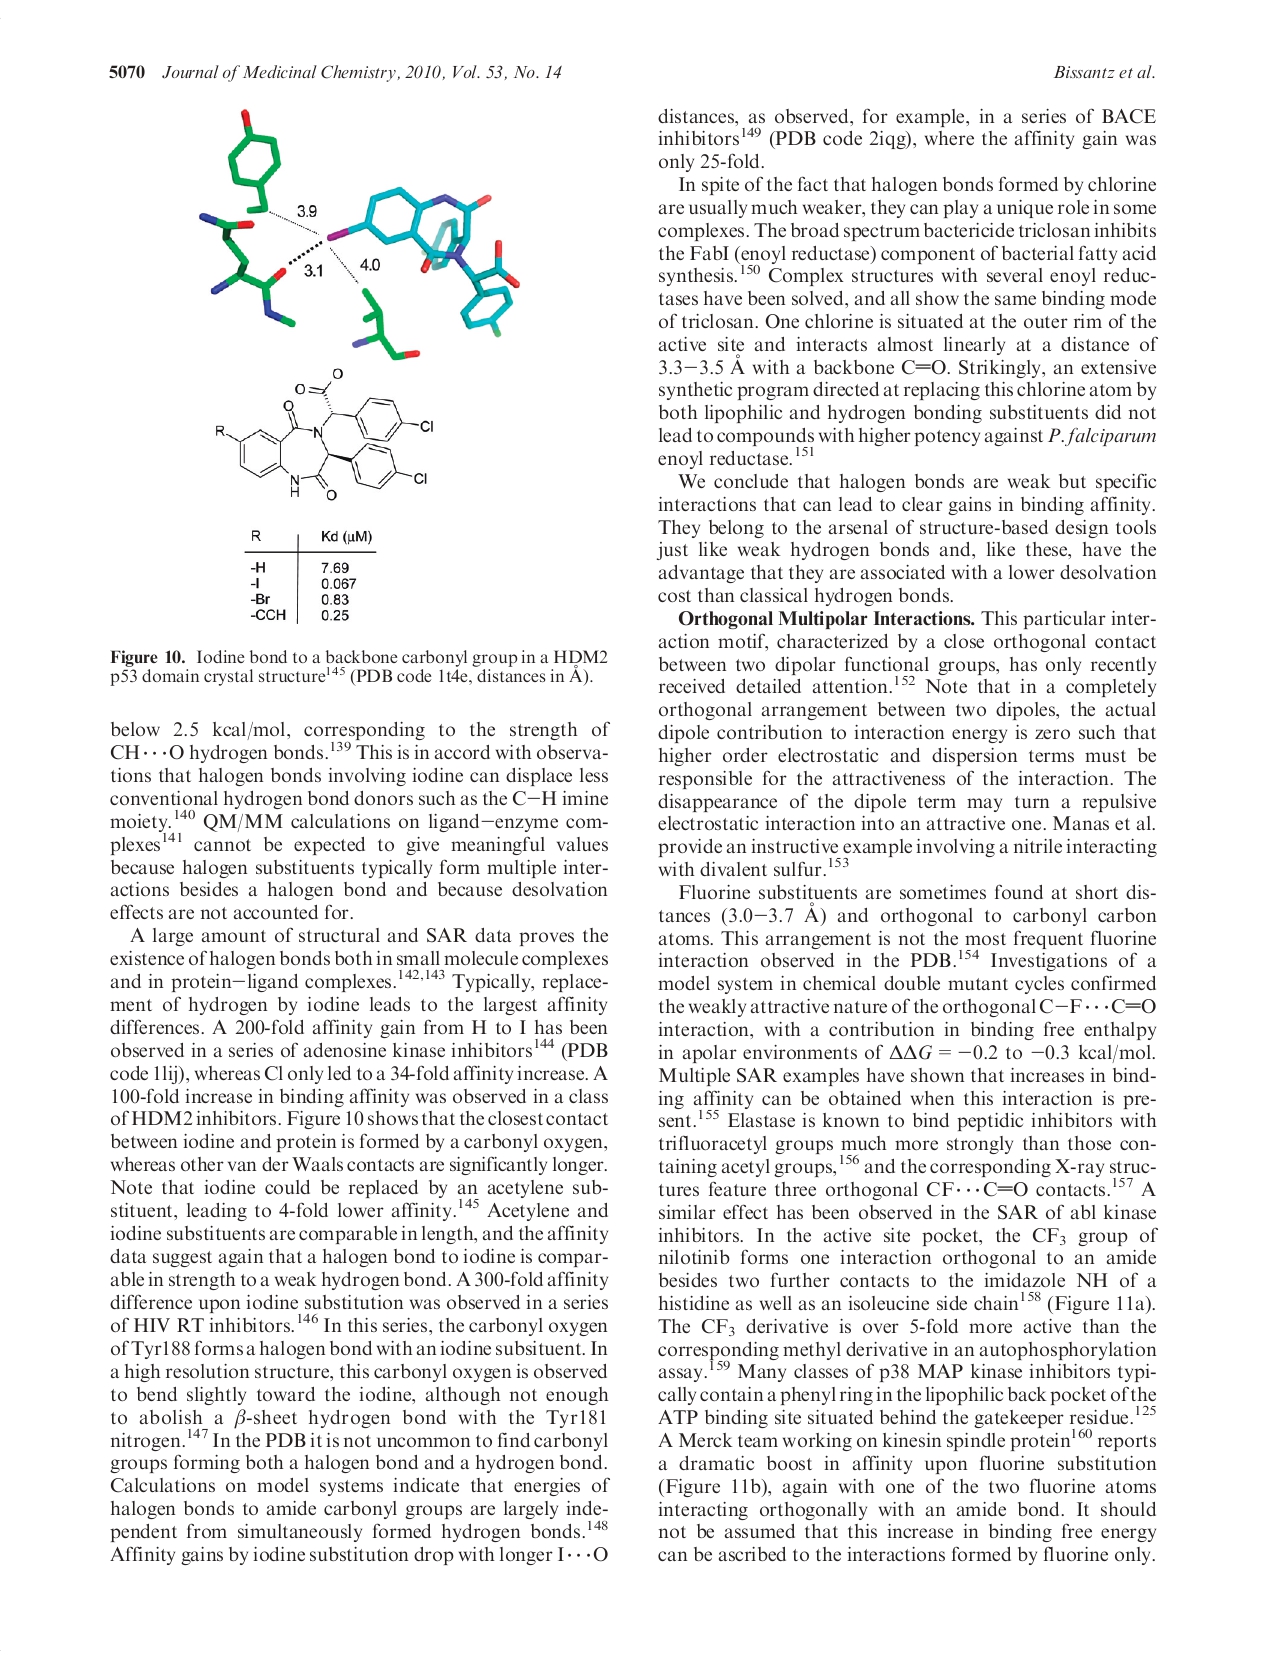 5070 Journal of Medicinal Chemistry, 2010, Vol. 53, No. 14
Bissantz et al.
3.9
3.1
4.0
O
O
O
R
N
Cl
Cl
N
H
O
R Kd (μM)
-H 7.69
-I 0.067
-Br 0.83
-CCH 0.25
Figure 10. Iodine bond to a backbone carbonyl group in a HDM2
p53 domain crystal structure145 (PDB code 1t4e, distances in Å).
below 2.5 kcal/mol, corresponding to the strength of
CH···O hydrogen bonds.139 This is in accord with observa-
tions that halogen bonds involving iodine can displace less
conventional hydrogen bond donors such as the C−H imine
moiety.140 QM/MM calculations on ligand−enzyme com-
plexes141 cannot be expected to give meaningful values
because halogen substituents typically form multiple inter-
actions besides a halogen bond and because desolvation
effects are not accounted for.
A large amount of structural and SAR data proves the
existence of halogen bonds both in small molecule complexes
and in protein−ligand complexes.142,143 Typically, replace-
ment of hydrogen by iodine leads to the largest affinity
differences. A 200-fold affinity gain from H to I has been
observed in a series of adenosine kinase inhibitors144 (PDB
code 1lij), whereas Cl only led to a 34-fold affinity increase. A
100-fold increase in binding affinity was observed in a class
of HDM2 inhibitors. Figure 10 shows that the closest contact
between iodine and protein is formed by a carbonyl oxygen,
whereas other van der Waals contacts are significantly longer.
Note that iodine could be replaced by an acetylene sub-
stituent, leading to 4-fold lower affinity.145 Acetylene and
iodine substituents are comparable in length, and the affinity
data suggest again that a halogen bond to iodine is compar-
able in strength to a weak hydrogen bond. A 300-fold affinity
difference upon iodine substitution was observed in a series
of HIV RT inhibitors.146 In this series, the carbonyl oxygen
of Tyr188 forms a halogen bond with an iodine subsituent. In
a high resolution structure, this carbonyl oxygen is observed
to bend slightly toward the iodine, although not enough
to abolish a β-sheet hydrogen bond with the Tyr181
nitrogen.147 In the PDB it is not uncommon to find carbonyl
groups forming both a halogen bond and a hydrogen bond.
Calculations on model systems indicate that energies of
halogen bonds to amide carbonyl groups are largely inde-
pendent from simultaneously formed hydrogen bonds.148
Affinity gains by iodine substitution drop with longer I···O
distances, as observed, for example, in a series of BACE
inhibitors149 (PDB code 2iqg), where the affinity gain was
only 25-fold.
In spite of the fact that halogen bonds formed by chlorine
are usually much weaker, they can play a unique role in some
complexes. The broad spectrum bactericide triclosan inhibits
the FabI (enoyl reductase) component of bacterial fatty acid
synthesis.150 Complex structures with several enoyl reduc-
tases have been solved, and all show the same binding mode
of triclosan. One chlorine is situated at the outer rim of the
active site and interacts almost linearly at a distance of
3.3−3.5 Å with a backbone C=O. Strikingly, an extensive
synthetic program directed at replacing this chlorine atom by
both lipophilic and hydrogen bonding substituents did not
lead to compounds with higher potency against P. falciparum
enoyl reductase.151
We conclude that halogen bonds are weak but specific
interactions that can lead to clear gains in binding affinity.
They belong to the arsenal of structure-based design tools
just like weak hydrogen bonds and, like these, have the
advantage that they are associated with a lower desolvation
cost than classical hydrogen bonds.
Orthogonal Multipolar Interactions. This particular inter-
action motif, characterized by a close orthogonal contact
between two dipolar functional groups, has only recently
received detailed attention.152 Note that in a completely
orthogonal arrangement between two dipoles, the actual
dipole contribution to interaction energy is zero such that
higher order electrostatic and dispersion terms must be
responsible for the attractiveness of the interaction. The
disappearance of the dipole term may turn a repulsive
electrostatic interaction into an attractive one. Manas et al.
provide an instructive example involving a nitrile interacting
with divalent sulfur.153
Fluorine substituents are sometimes found at short dis-
tances (3.0−3.7 Å) and orthogonal to carbonyl carbon
atoms. This arrangement is not the most frequent fluorine
interaction observed in the PDB.154 Investigations of a
model system in chemical double mutant cycles confirmed
the weakly attractive nature of the orthogonal C−F···C=O
interaction, with a contribution in binding free enthalpy
in apolar environments of ΔΔG = −0.2 to −0.3 kcal/mol.
Multiple SAR examples have shown that increases in bind-
ing affinity can be obtained when this interaction is pre-
sent.155 Elastase is known to bind peptidic inhibitors with
trifluoracetyl groups much more strongly than those con-
taining acetyl groups,156 and the corresponding X-ray struc-
tures feature three orthogonal CF···C=O contacts.157 A
similar effect has been observed in the SAR of abl kinase
inhibitors. In the active site pocket, the CF3 group of
nilotinib forms one interaction orthogonal to an amide
besides two further contacts to the imidazole NH of a
histidine as well as an isoleucine side chain158 (Figure 11a).
The CF3 derivative is over 5-fold more active than the
corresponding methyl derivative in an autophosphorylation
assay.159 Many classes of p38 MAP kinase inhibitors typi-
cally contain a phenyl ring in the lipophilic back pocket of the
ATP binding site situated behind the gatekeeper residue.125
A Merck team working on kinesin spindle protein160 reports
a dramatic boost in affinity upon fluorine substitution
(Figure 11b), again with one of the two fluorine atoms
interacting orthogonally with an amide bond. It should
not be assumed that this increase in binding free energy
can be ascribed to the interactions formed by fluorine only.